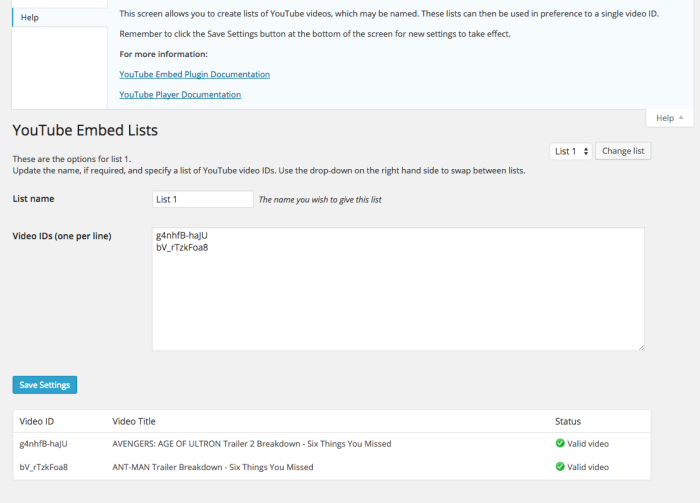 Help
This screen allows you to create lists of YouTube videos, which may be named. These lists can then be used in preference to a single video ID.
Remember to click the Save Settings button at the bottom of the screen for new settings to take effect.
For more information:
YouTube Embed Plugin Documentation
YouTube Player Documentation
Help
YouTube Embed Lists
List 1 Change list
These are the options for list 1.
Update the name, if required, and specify a list of YouTube video IDs. Use the drop-down on the right hand side to swap between lists.
List name List 1 The name you wish to give this list
Video IDs (one per line) g4nhfB-haJU
bV_rTzkFoa8
Save Settings
Video ID Video Title Status
g4nhfB-haJU AVENGERS: AGE OF ULTRON Trailer 2 Breakdown - Six Things You Missed Valid video
bV_rTzkFoa8 ANT-MAN Trailer Breakdown - Six Things You Missed Valid video